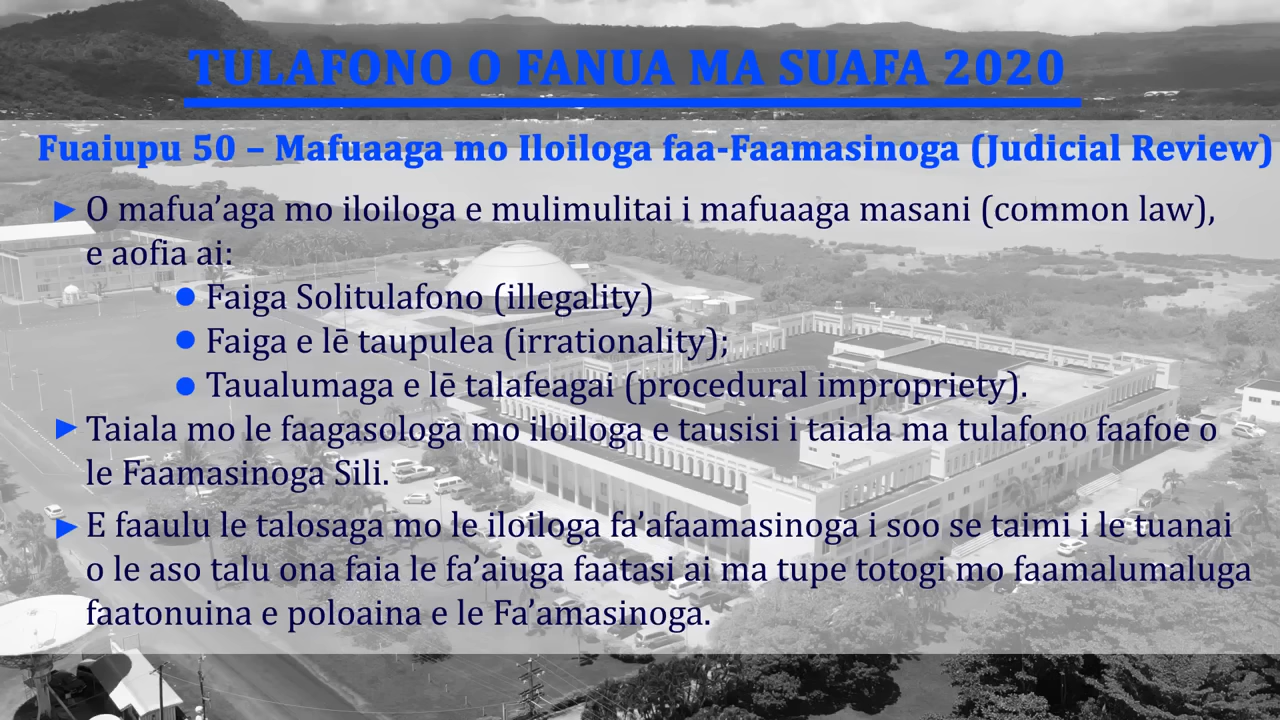 TULAFONO O FANUA MA SUAFA 2020
Fuaiupu 50 – Mafuaaga mo Iloiloga faa-Faamasinoga (Judicial Review)
► O mafua’aga mo iloiloga e mulimulitai i mafuaaga masani (common law),
e aofia ai:
● Faiga Solitulafono (illegality)
● Faiga e lē taupulea (irrationality);
● Taualumaga e lē talafeagai (procedural impropriety).
► Taiala mo le faagasologa mo iloiloga e tausisi i taiala ma tulafono faafoe o
le Faamasinoga Sili.
► E faaulu le talosaga mo le iloiloga fa’afaamasinoga i soo se taimi i le tuanai
o le aso talu ona faia le fa’aiuga faatasi ai ma tupe totogi mo faamalumaluga
faatonuina e poloaina e le Fa’amasinoga.